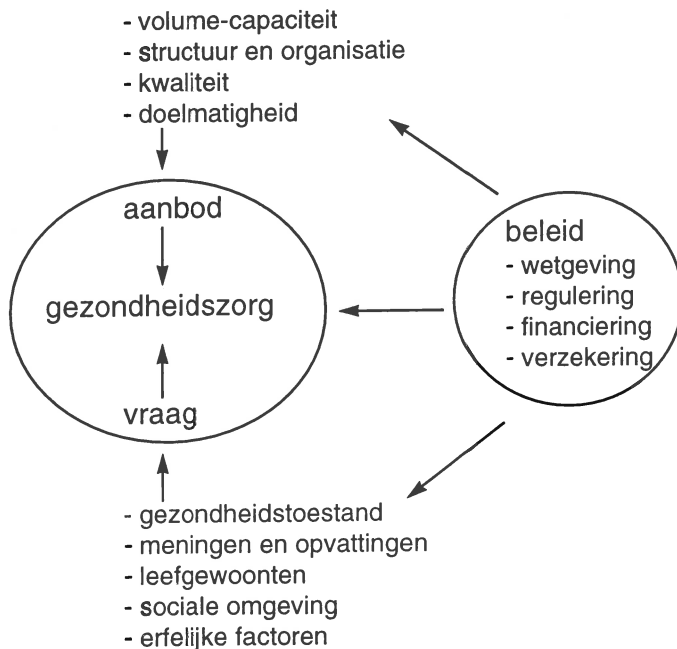 - volume-capaciteit
- structuur en organisatie
- kwaliteit
- doelmatigheid
aanbod
gezondheidszorg
vraag
beleid
- wetgeving
- regulering
- financiering
- verzekering
- gezondheidstoestand
- meningen en opvattingen
- leefgewoonten
- sociale omgeving
- erfelijke factoren